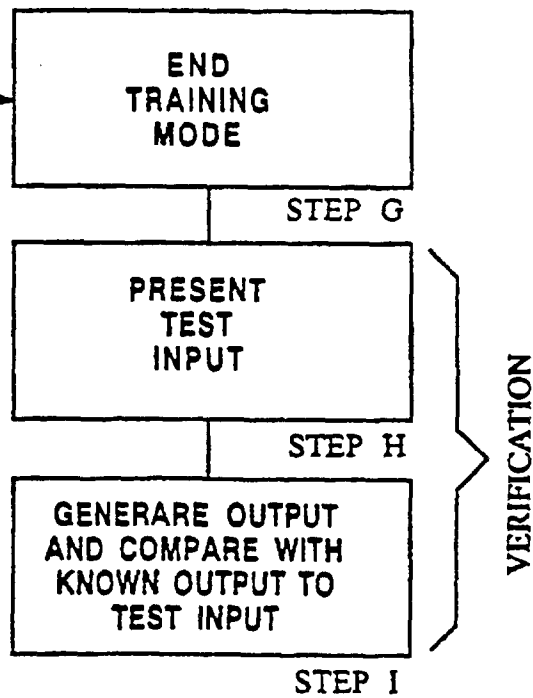 END
TRAINING
MODE
STEP G
PRESENT
TEST
INPUT
STEP H
GENERARE OUTPUT
AND COMPARE WITH
KNOWN OUTPUT TO
TEST INPUT
STEP I
VERIFICATION